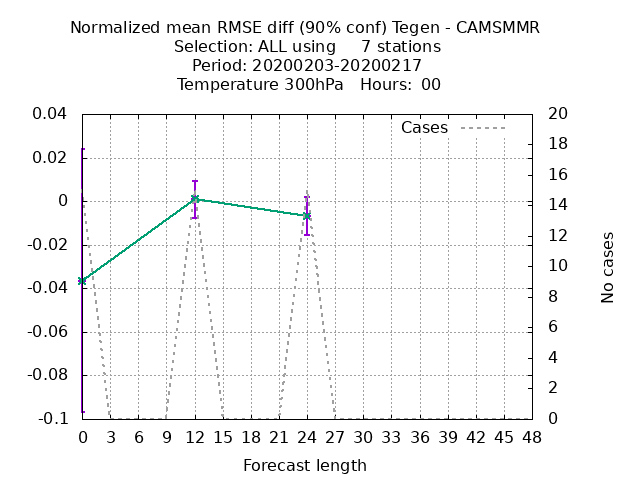 Normalized mean RMSE diff (90% conf) Tegen - CAMSMMR
Selection: ALL using     7 stations
Period: 20200203-20200217
Temperature 300hPa   Hours:  00
Cases
0.04
0.02
0
-0.02
-0.04
-0.06
-0.08
-0.1
20
18
16
14
12
10
8
6
4
2
0
No cases
0 3 6 9 12 15 18 21 24 27 30 33 36 39 42 45 48
Forecast length